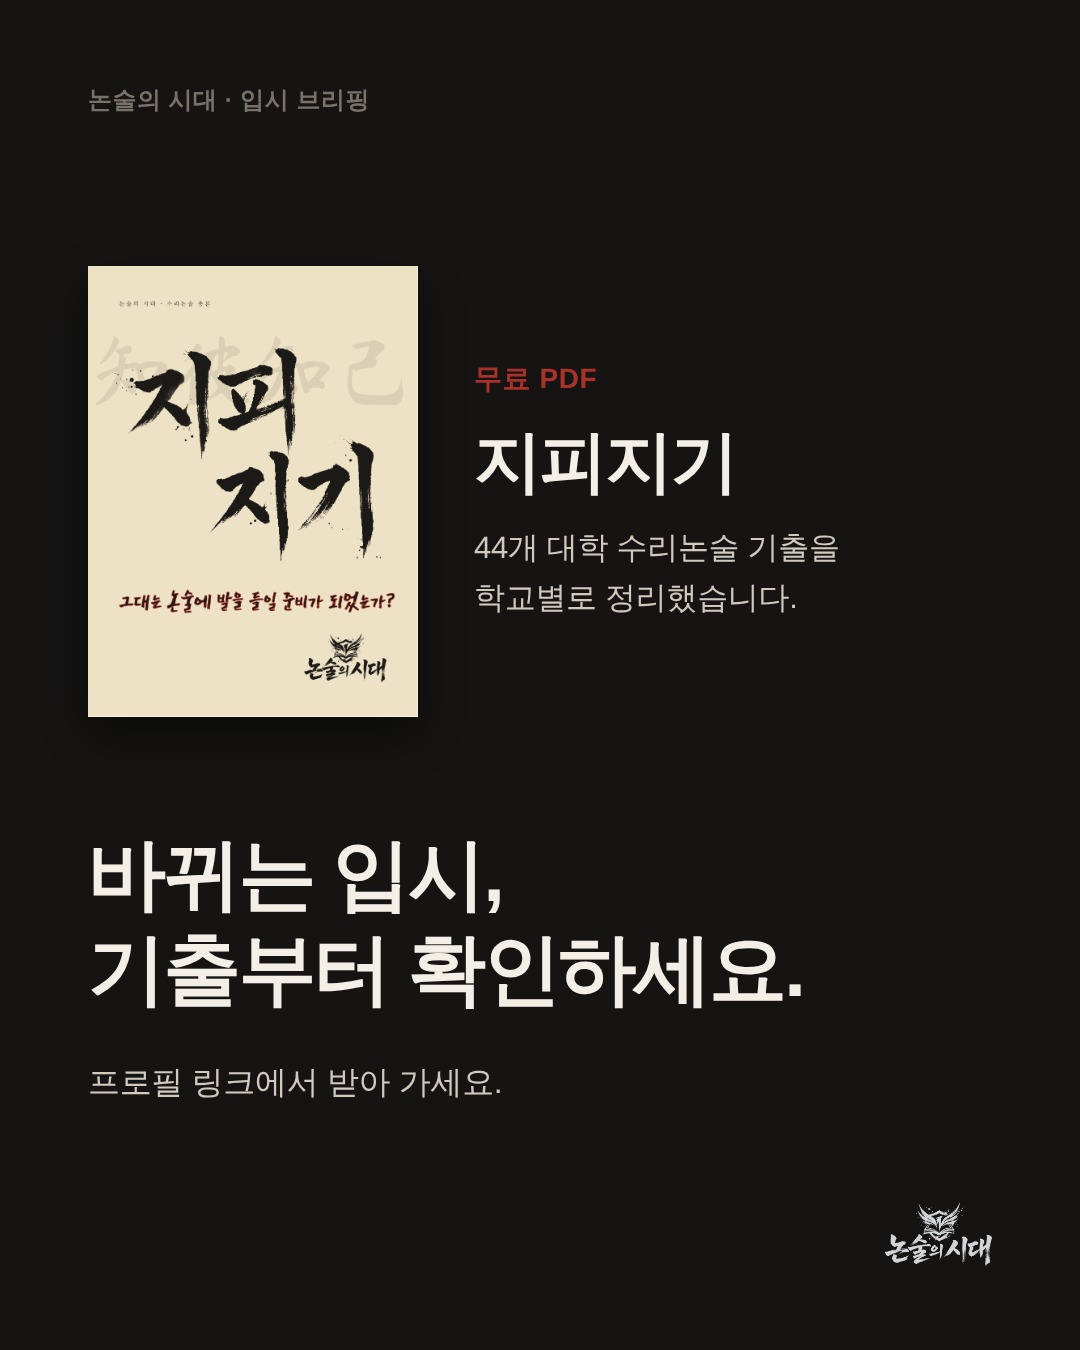 논술의 시대 · 입시 브리핑
논술의 시대 · 수리논술 총론
知彼知己
지피
지기
그대는 논술에 발을 들일 준비가 되었는가?
논술의시대
무료 PDF
지피지기
44개 대학 수리논술 기출을
학교별로 정리했습니다.
바뀌는 입시,
기출부터 확인하세요.
프로필 링크에서 받아 가세요.
논술의시대